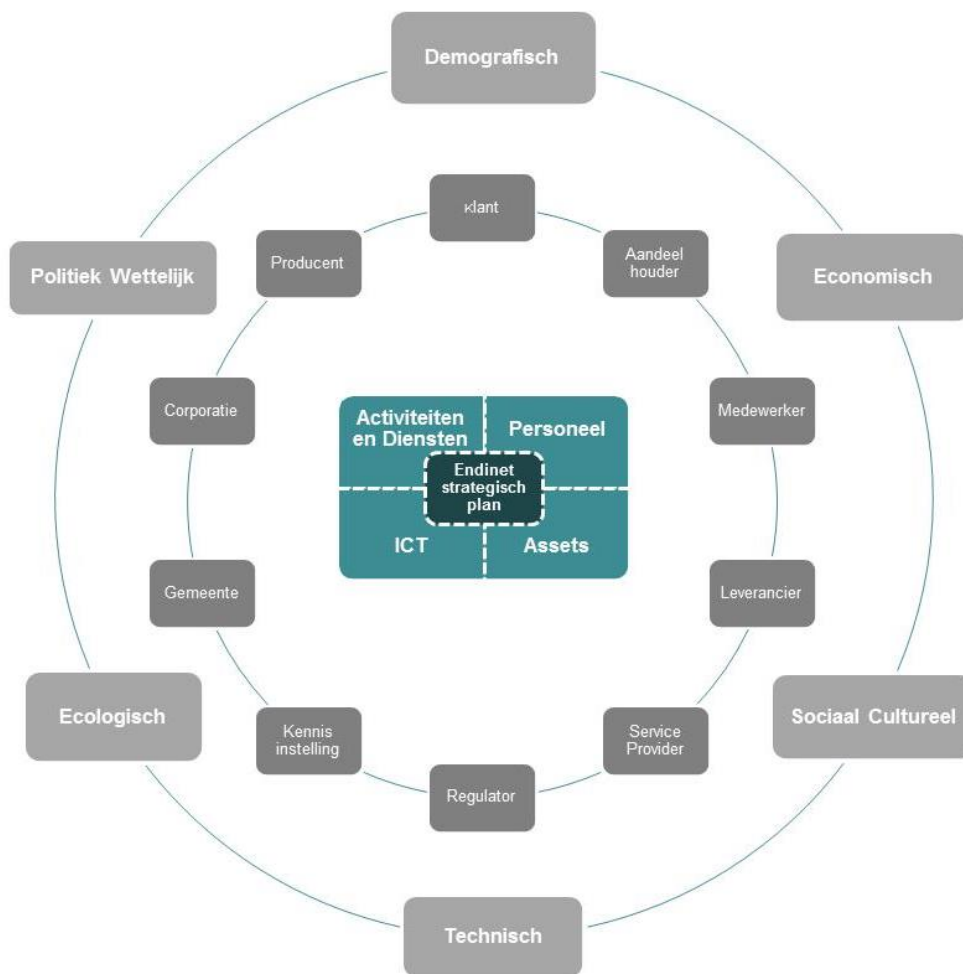 Demografisch
Klant
Producent
Aandeel
houder
Politiek Wettelijk
Economisch
Corporatie
Medewerker
Activiteiten
en Diensten
Personeel
Endinet
strategisch
plan
ICT
Assets
Gemeente
Leverancier
Ecologisch
Sociaal Cultureel
Kennis
instelling
Service
Provider
Regulator
Technisch